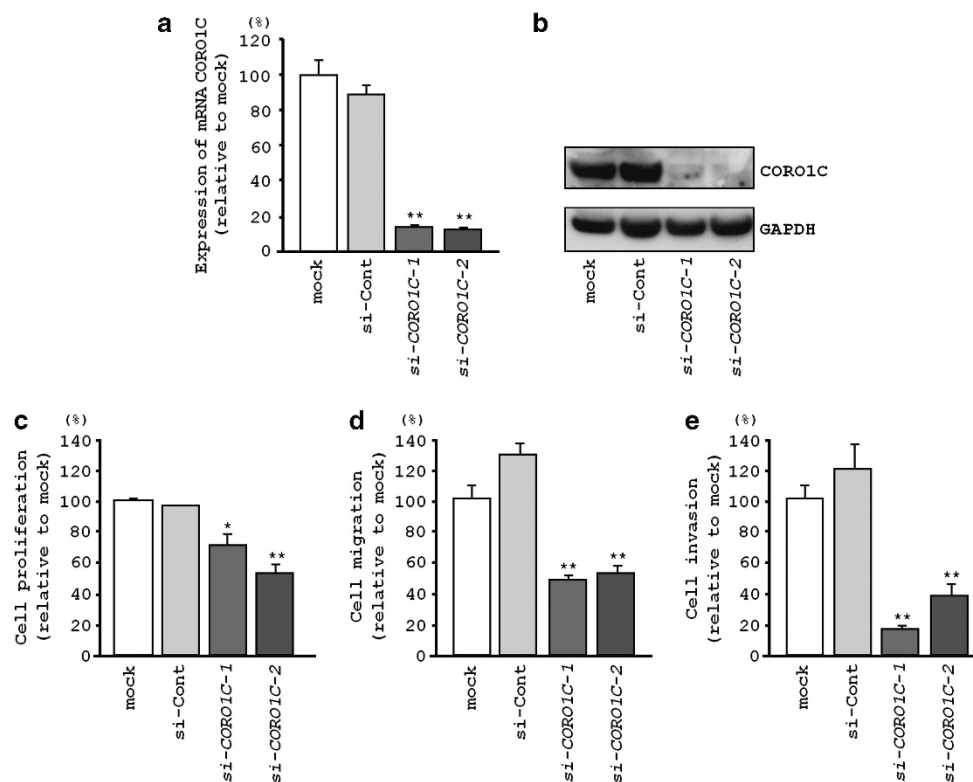 a
(%)
Expression of mRNA CORO1C
(relative to mock)
120
100
80
60
40
20
0
**
**
mock
si-Cont
si-CORO1C-1
si-CORO1C-2
b
CORO1C
GAPDH
mock
si-Cont
si-CORO1C-1
si-CORO1C-2
c
(%)
Cell proliferation
(relative to mock)
140
120
100
80
60
40
20
0
*
**
mock
si-Cont
si-CORO1C-1
si-CORO1C-2
d
(%)
Cell migration
(relative to mock)
140
120
100
80
60
40
20
0
**
**
mock
si-Cont
si-CORO1C-1
si-CORO1C-2
e
(%)
Cell invasion
(relative to mock)
140
120
100
80
60
40
20
0
**
**
mock
si-Cont
si-CORO1C-1
si-CORO1C-2